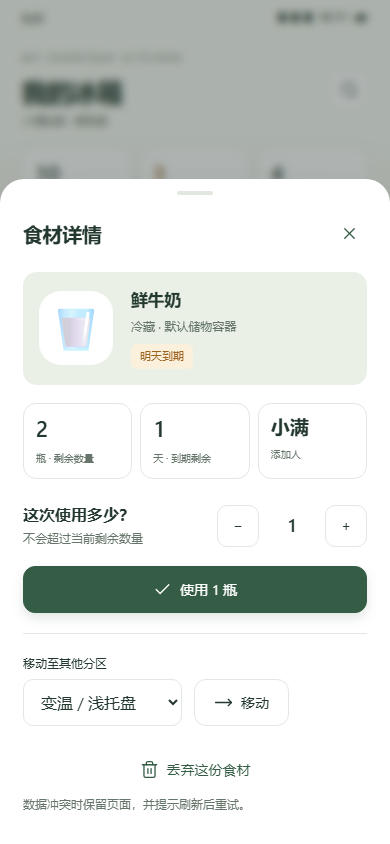 我的冰箱
食材详情
鲜牛奶
冷藏 · 默认储物容器
明天到期
2
瓶 · 剩余数量
1
天 · 到期剩余
小满
添加人
这次使用多少?
不会超过当前剩余数量
− 1 +
使用 1 瓶
移动至其他分区
变温 / 浅托盘
移动
丢弃这份食材
数据冲突时保留页面，并提示刷新后重试。